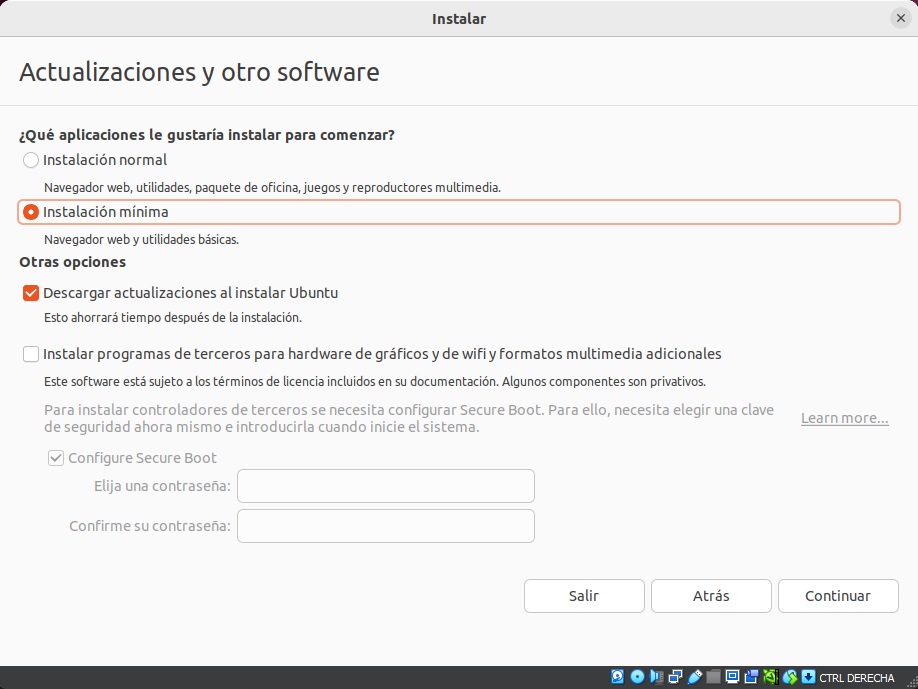 Instalar
Actualizaciones y otro software
¿Qué aplicaciones le gustaría instalar para comenzar?
Instalación normal
Navegador web, utilidades, paquete de oficina, juegos y reproductores multimedia.
Instalación mínima
Navegador web y utilidades básicas.
Otras opciones
Descargar actualizaciones al instalar Ubuntu
Esto ahorrará tiempo después de la instalación.
Instalar programas de terceros para hardware de gráficos y de wifi y formatos multimedia adicionales
Este software está sujeto a los términos de licencia incluidos en su documentación. Algunos componentes son privativos.
Para instalar controladores de terceros se necesita configurar Secure Boot. Para ello, necesita elegir una clave
de seguridad ahora mismo e introducirla cuando inicie el sistema.
Learn more...
Configure Secure Boot
Elija una contraseña:
Confirme su contraseña:
Salir
Atrás
Continuar
CTRL DERECHA